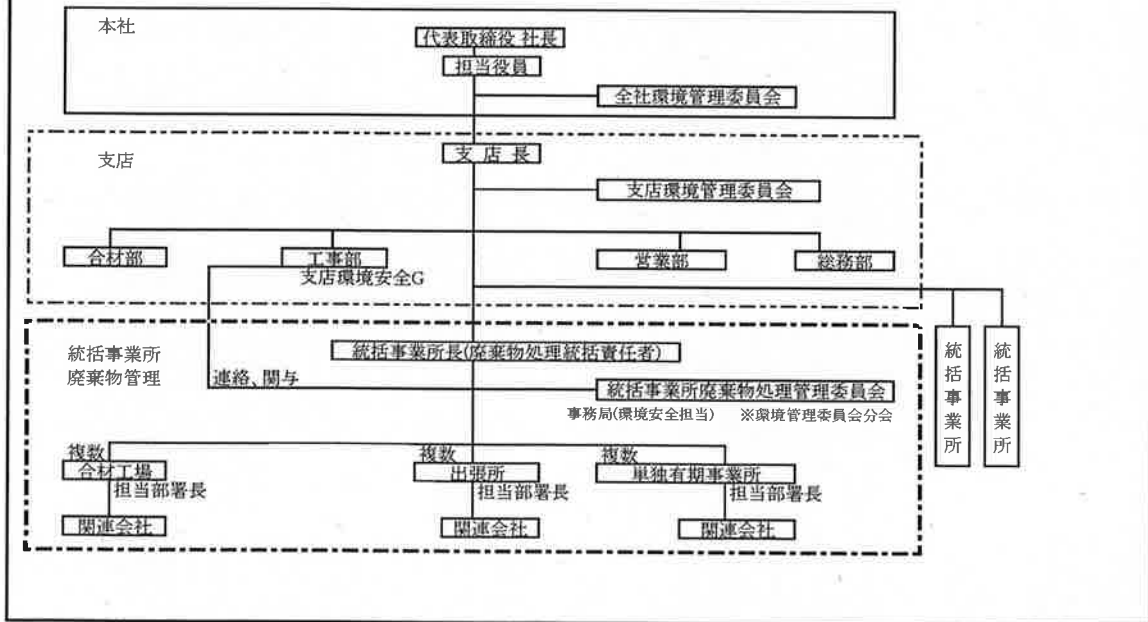 本社
代表取締役 社長
担当役員
全社環境管理委員会
支店
支 店 長
支店環境管理委員会
合材部
工事部
営業部
総務部
支店環境安全G
統括事業所
廃棄物管理
統括事業所長(廃棄物処理統括責任者)
統括事業所
統括事業所
連絡、関与
統括事業所廃棄物処理管理委員会
事務局(環境安全担当) ※環境管理委員会分会
複数
複数
複数
合材工場
出張所
単独有期事業所
担当部署長
担当部署長
担当部署長
関連会社
関連会社
関連会社